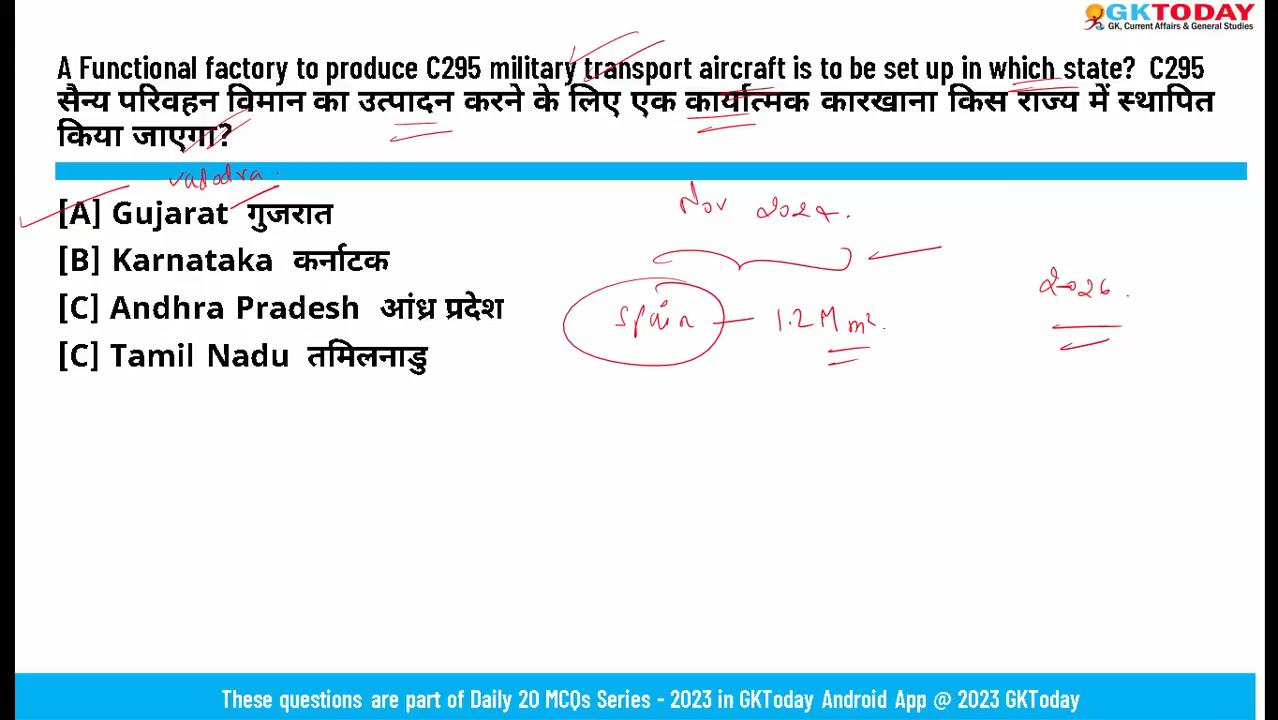 GKTODAY
GK, Current Affairs & General Studies
A Functional factory to produce C295 military transport aircraft is to be set up in which state? C295
सैन्य परिवहन विमान का उत्पादन करने के लिए एक कार्यात्मक कारखाना किस राज्य में स्थापित
किया जाएगा?
vadodra.
[A] Gujarat गुजरात
Nov 2024.
[B] Karnataka कर्नाटक
[C] Andhra Pradesh आंध्र प्रदेश
spain — 1.2 M m².
2026.
[C] Tamil Nadu तमिलनाडु
These questions are part of Daily 20 MCQs Series - 2023 in GKToday Android App @ 2023 GKToday